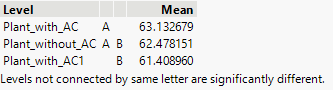 Level Mean
Plant_with_AC A 63.132679
Plant_without_AC A B 62.478151
Plant_with_AC1 B 61.408960
Levels not connected by same letter are significantly different.